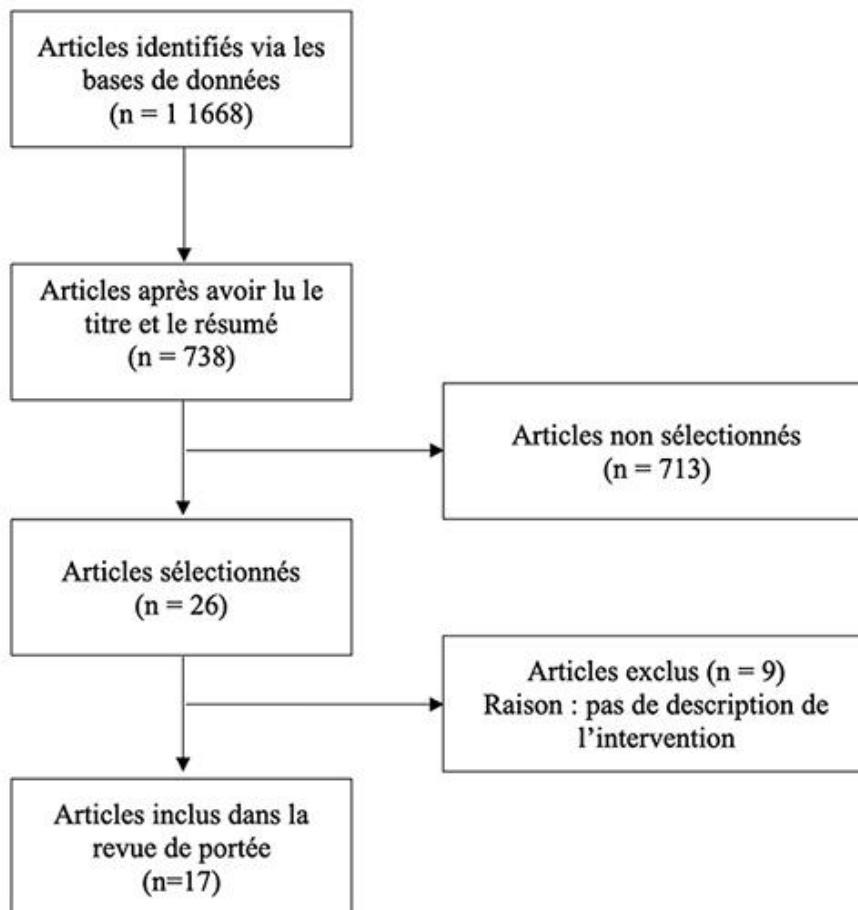 Articles identifiés via les
bases de données
(n = 1 1668)
Articles après avoir lu le
titre et le résumé
(n = 738)
Articles non sélectionnés
(n = 713)
Articles sélectionnés
(n = 26)
Articles exclus (n = 9)
Raison : pas de description de
l’intervention
Articles inclus dans la
revue de portée
(n=17)